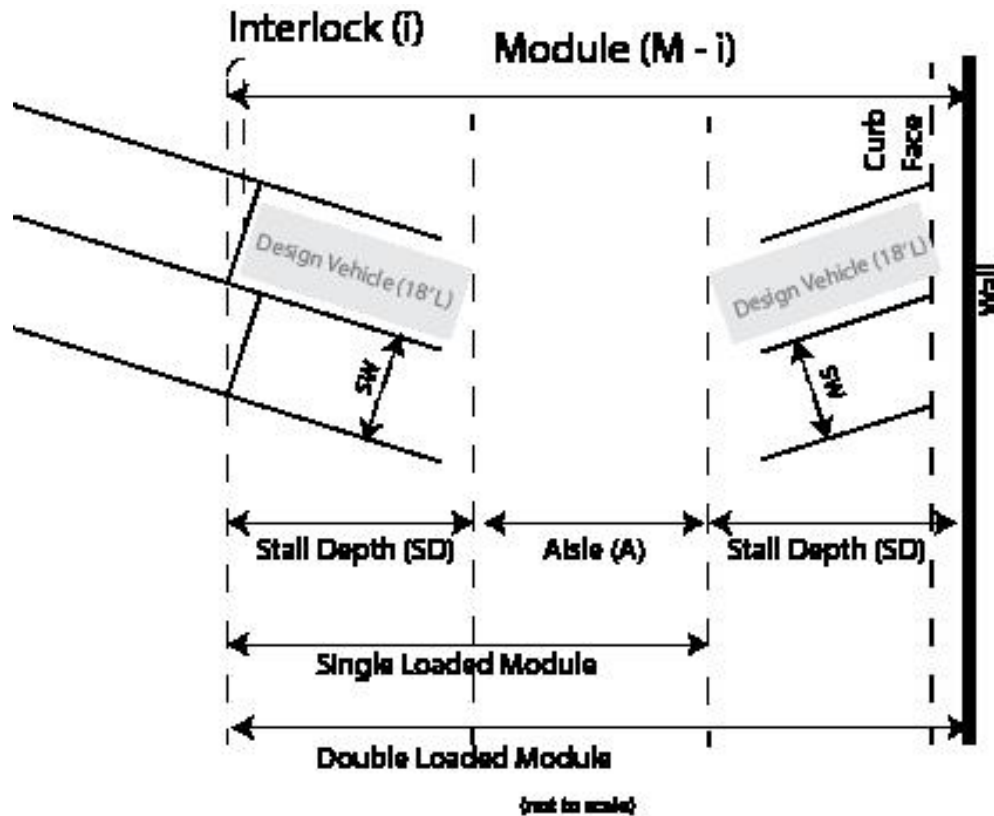 Interlock (i)
Module (M - i)
Curb
Face
Design Vehicle (18'L)
Design Vehicle (18'L)
Wall
SW
SW
Stall Depth (SD)
Aisle (A)
Stall Depth (SD)
Single Loaded Module
Double Loaded Module
(not to scale)